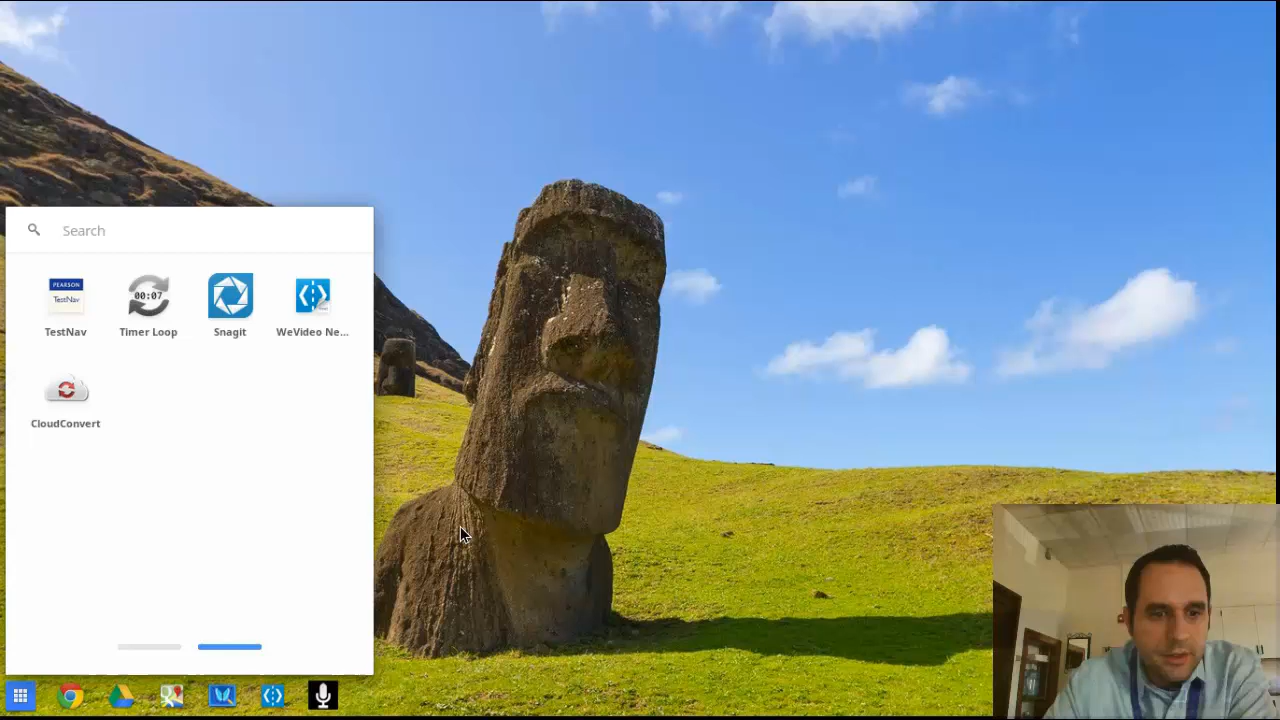 Search
PEARSON
TestNav
00:07
TestNav
Timer Loop
Snagit
WeVideo Ne...
CloudConvert